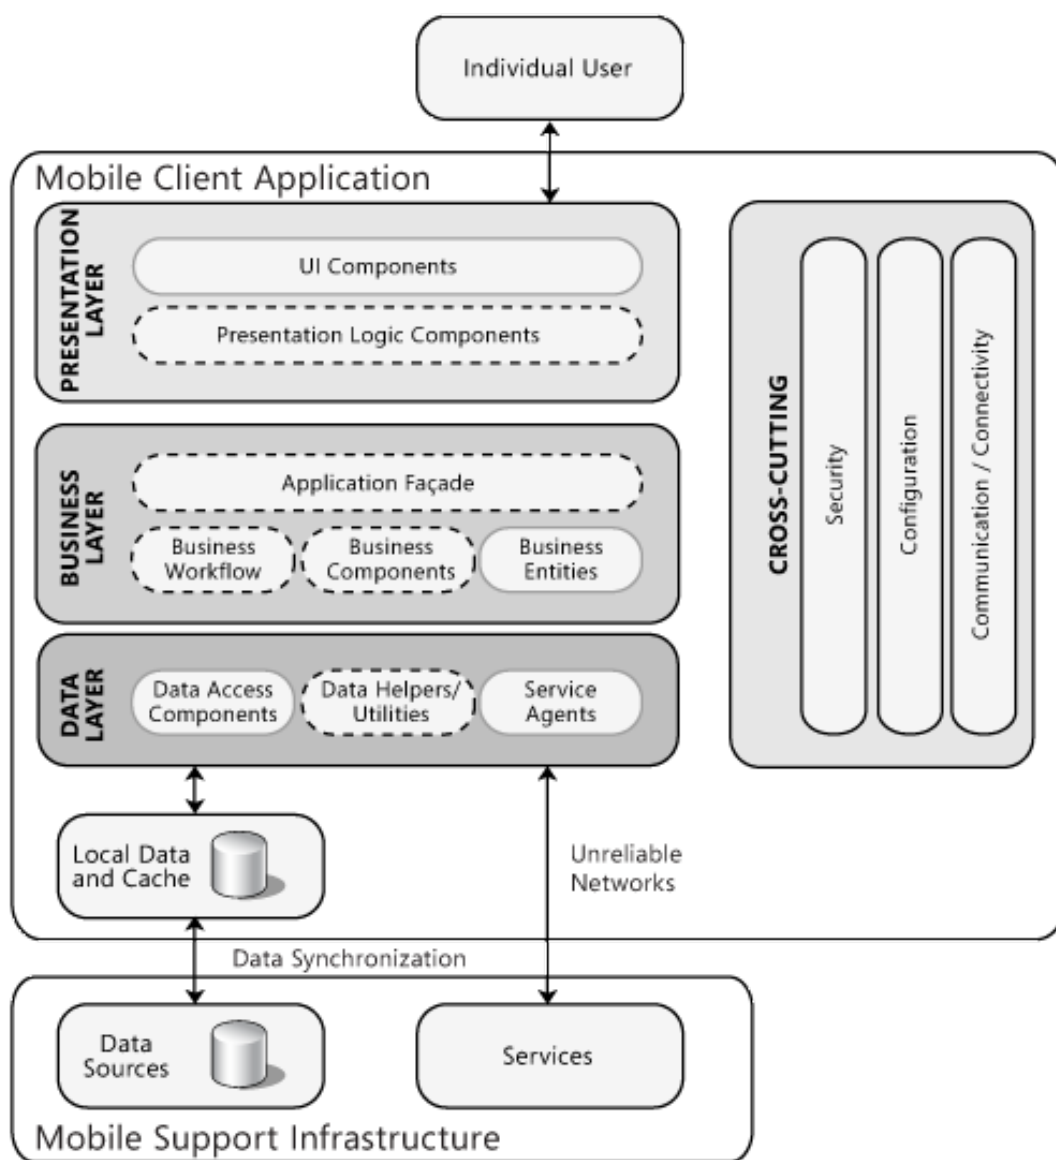 Individual User
Mobile Client Application
PRESENTATION
LAYER
UI Components
Presentation Logic Components
BUSINESS
LAYER
Application Façade
Business
Workflow
Business
Components
Business
Entities
DATA
LAYER
Data Access
Components
Data Helpers/
Utilities
Service
Agents
CROSS-CUTTING
Security
Configuration
Communication / Connectivity
Local Data
and Cache
Unreliable
Networks
Data Synchronization
Data
Sources
Services
Mobile Support Infrastructure